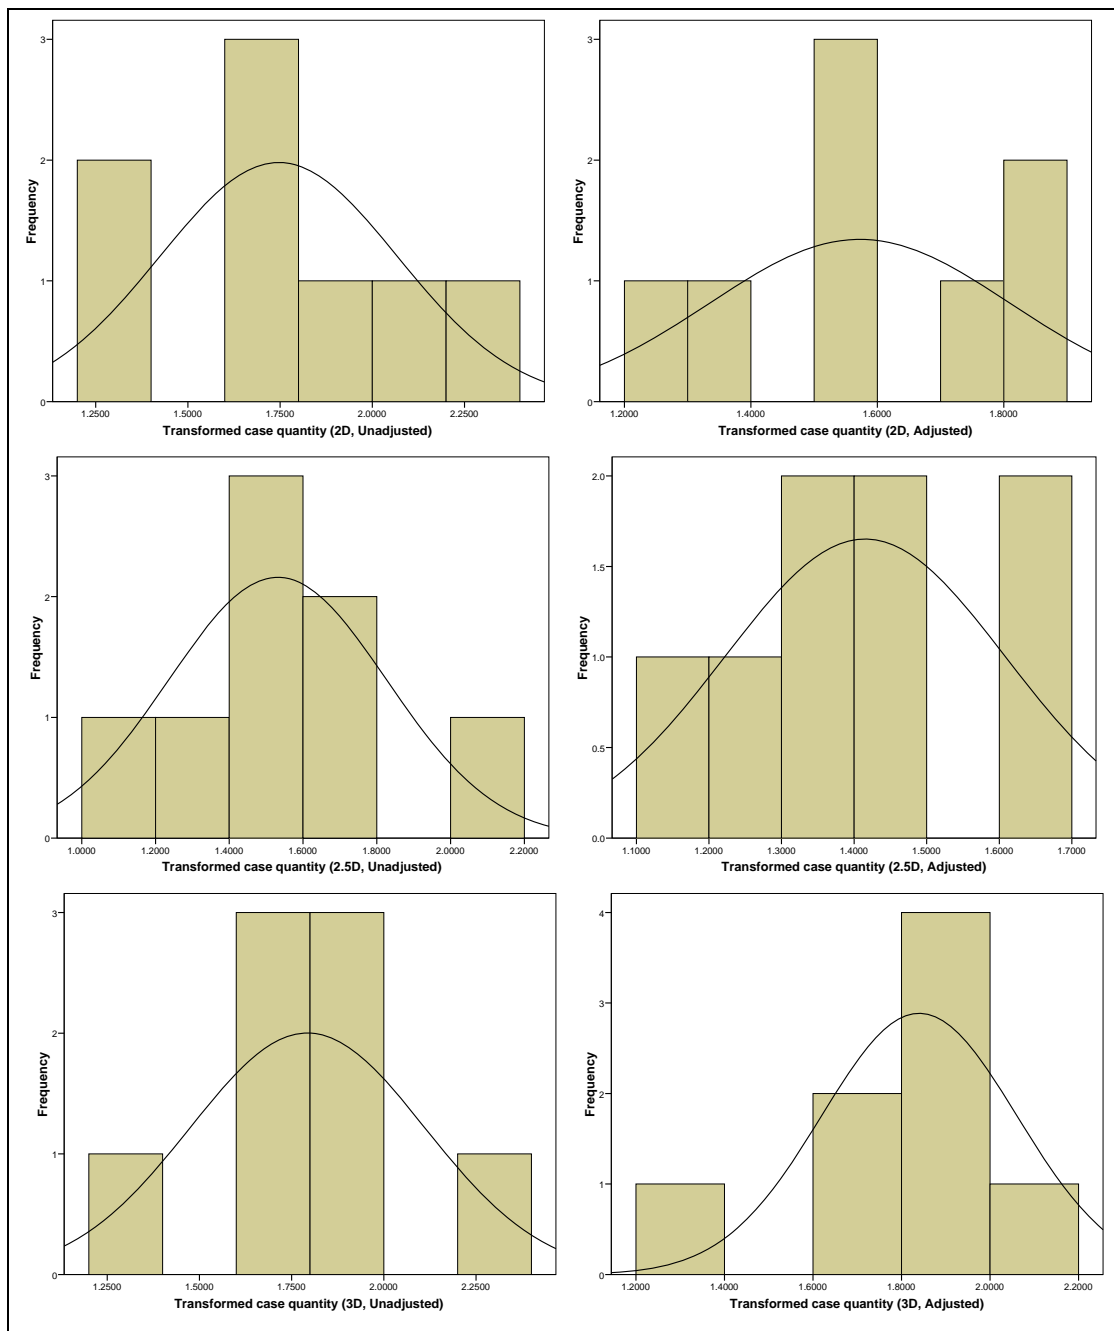 3
2
1
0
Frequency
1.2500 1.5000 1.7500 2.0000 2.2500
Transformed case quantity (2D, Unadjusted)
3
2
1
0
Frequency
1.2000 1.4000 1.6000 1.8000
Transformed case quantity (2D, Adjusted)
3
2
1
0
Frequency
1.0000 1.2000 1.4000 1.6000 1.8000 2.0000 2.2000
Transformed case quantity (2.5D, Unadjusted)
2.0
1.5
1.0
0.5
0.0
Frequency
1.1000 1.2000 1.3000 1.4000 1.5000 1.6000 1.7000
Transformed case quantity (2.5D, Adjusted)
3
2
1
0
Frequency
1.2500 1.5000 1.7500 2.0000 2.2500
Transformed case quantity (3D, Unadjusted)
4
3
2
1
0
Frequency
1.2000 1.4000 1.6000 1.8000 2.0000 2.2000
Transformed case quantity (3D, Adjusted)